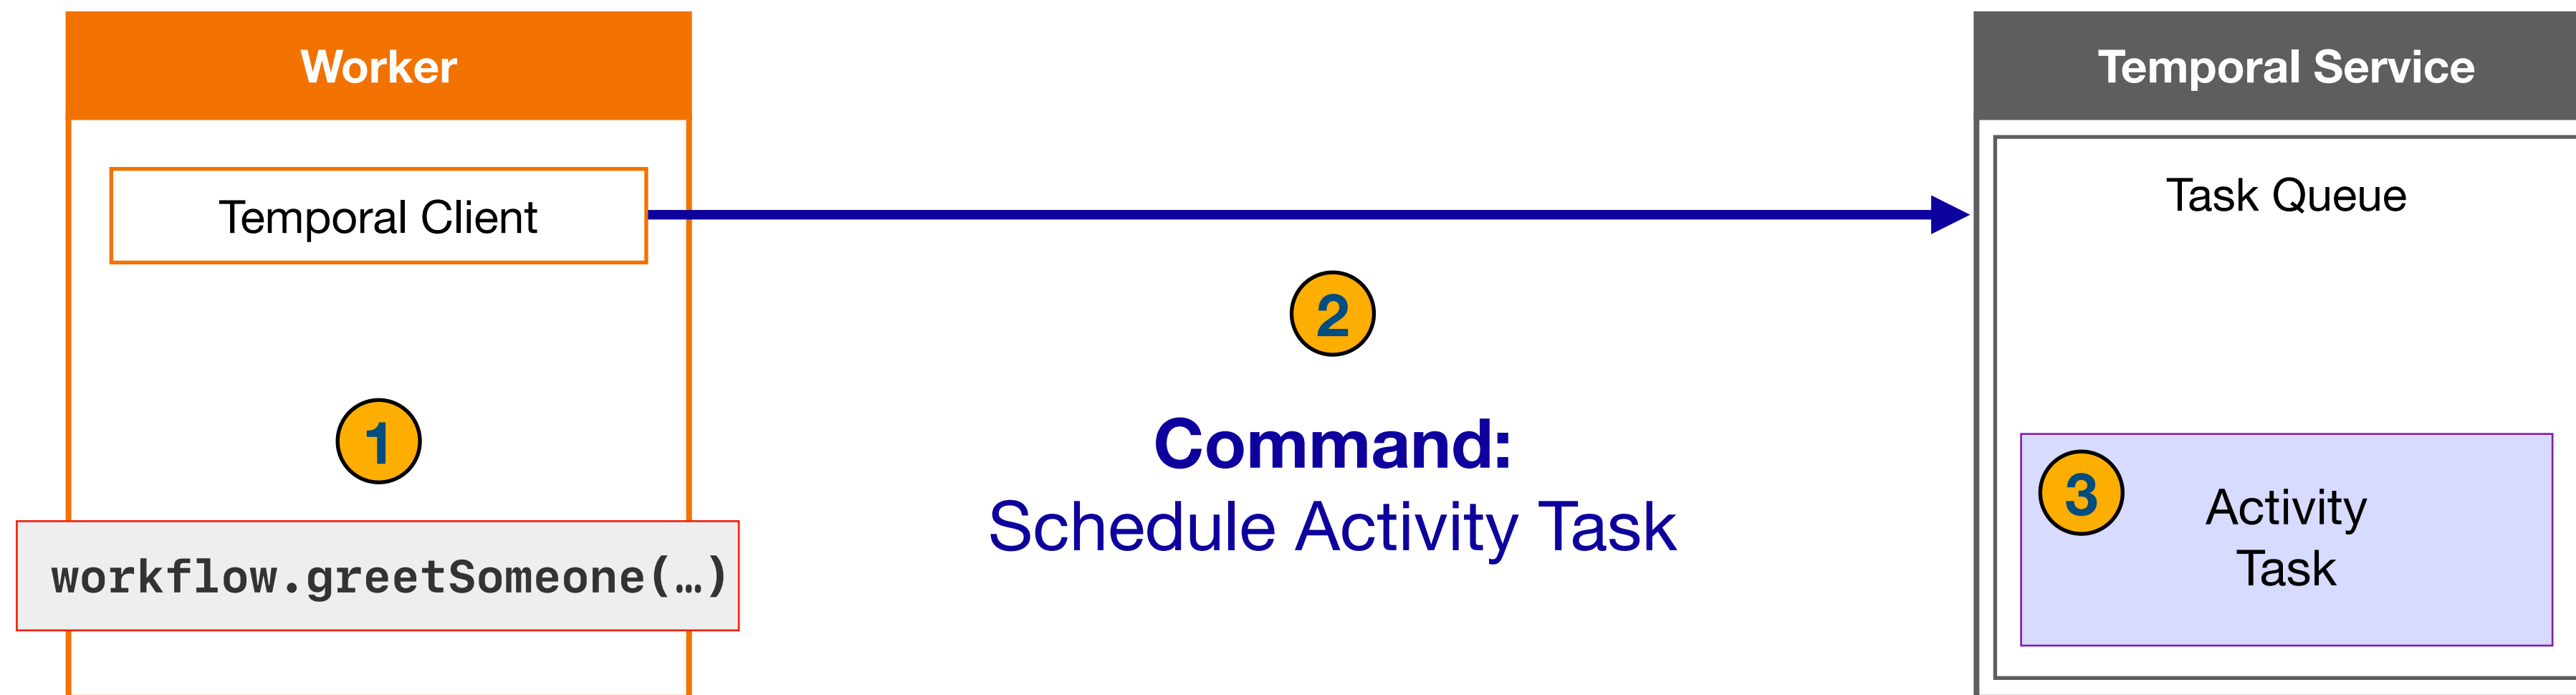 Worker
Temporal Client
1
workflow.greetSomeone(…)
2
Command:
Schedule Activity Task
Temporal Service
Task Queue
3
Activity
Task